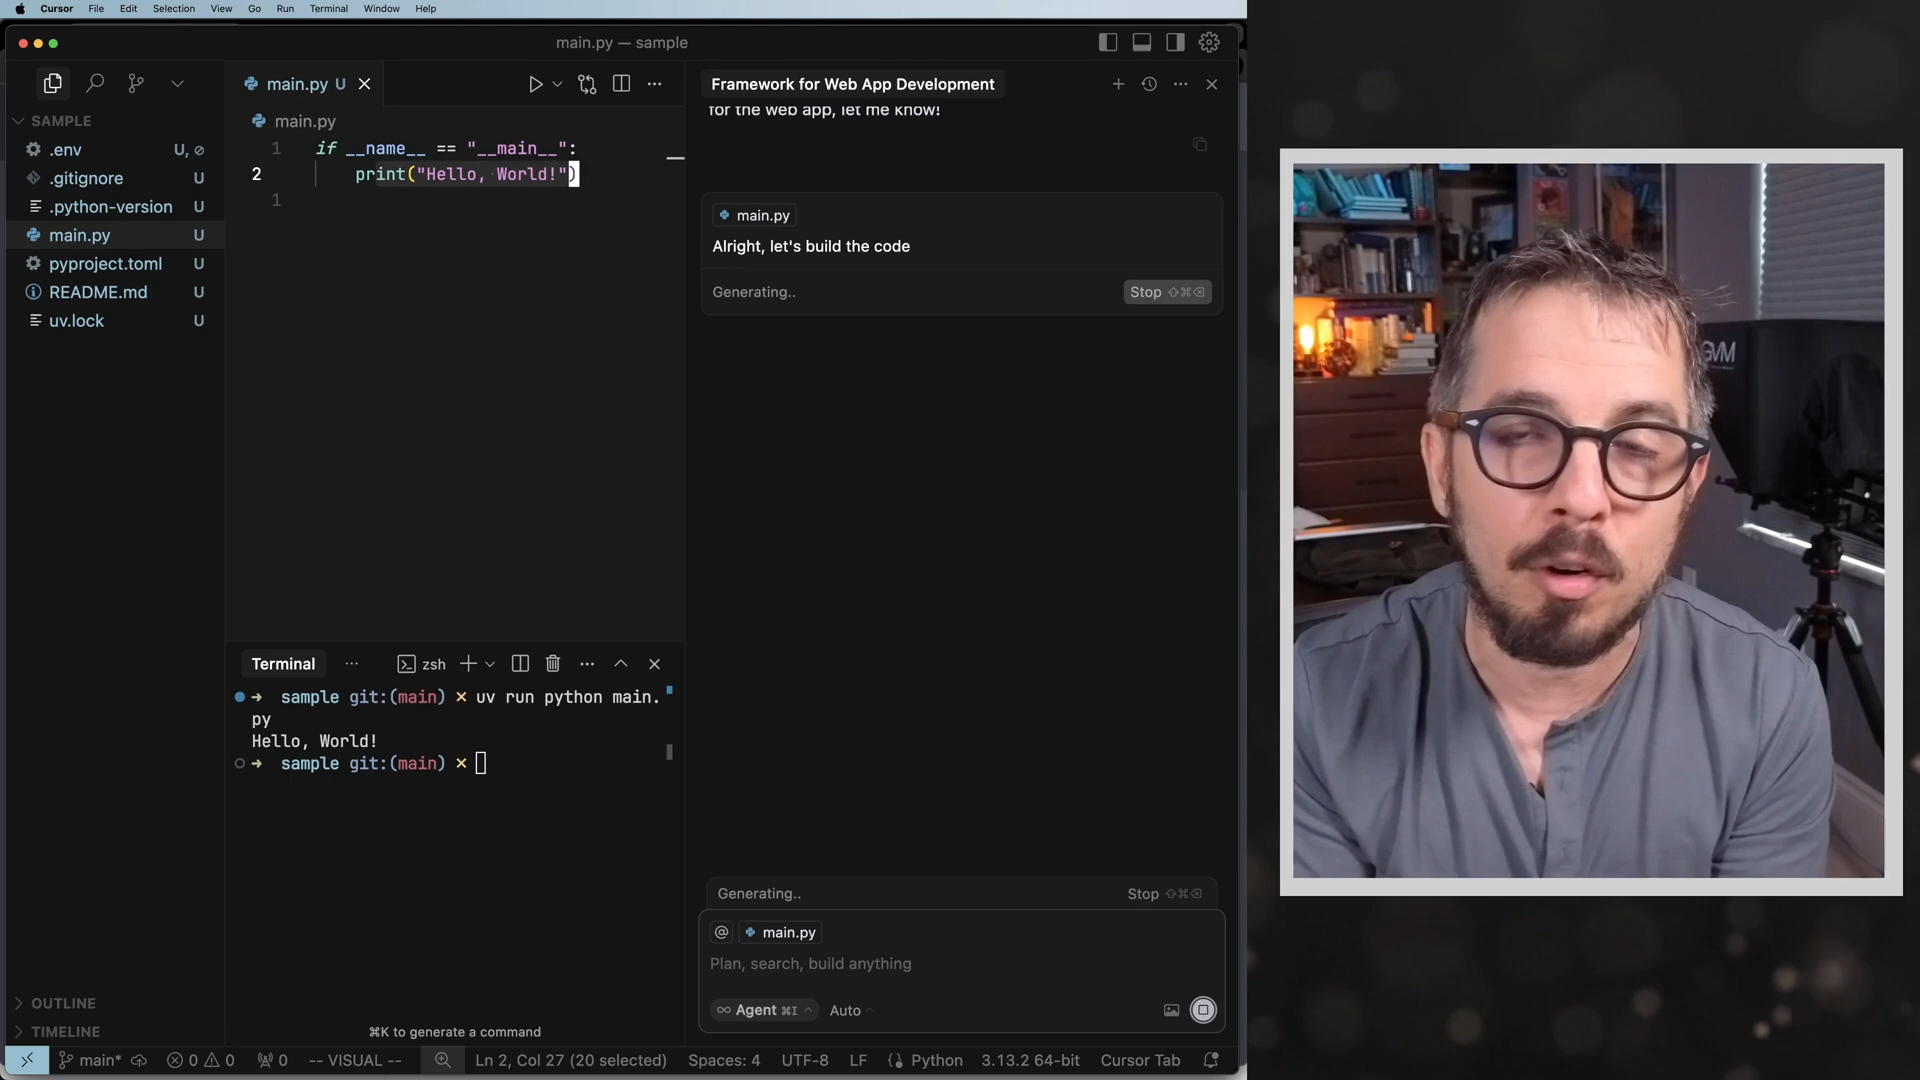 Cursor File Edit Selection View Go Run Terminal Window Help
main.py — sample
main.py U
Framework for Web App Development
SAMPLE
.env U,
.gitignore U
.python-version U
main.py U
pyproject.toml U
README.md U
uv.lock U
main.py
1 if __name__ == "__main__":
2 print("Hello, World!")
1
for the web app, let me know!
main.py
Alright, let's build the code
Generating.. Stop ⇧⌘⌫
Terminal
zsh
sample git:(main) × uv run python main.
py
Hello, World!
sample git:(main) ×
⌘K to generate a command
Generating.. Stop ⇧⌘⌫
@ main.py
Plan, search, build anything
∞ Agent ⌘I Auto
OUTLINE
TIMELINE
main* 0 0 0 -- VISUAL -- Ln 2, Col 27 (20 selected) Spaces: 4 UTF-8 LF Python 3.13.2 64-bit Cursor Tab
GVM